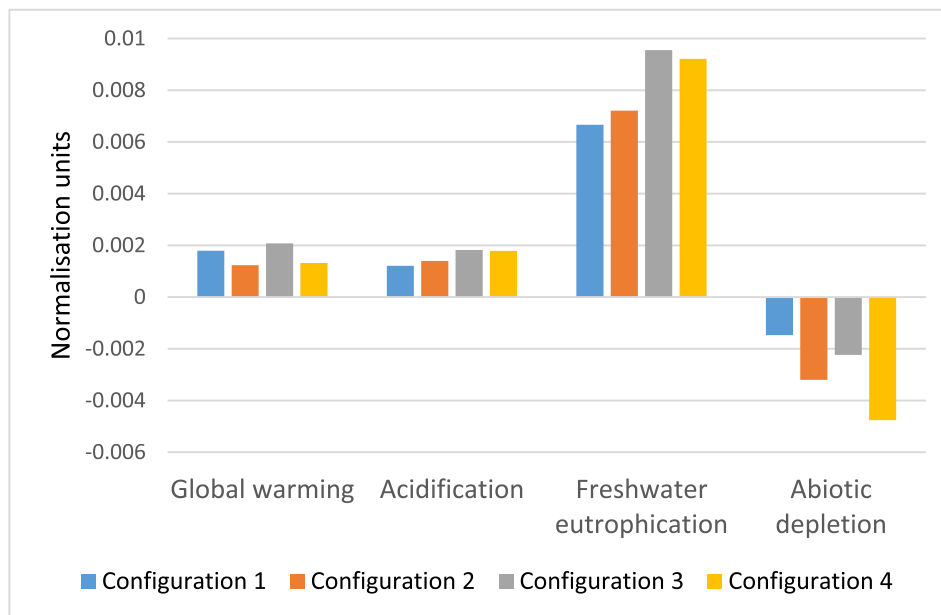 0.01
0.008
0.006
0.004
0.002
0
-0.002
-0.004
-0.006
Normalisation units
Global warming
Acidification
Freshwater
eutrophication
Abiotic
depletion
Configuration 1
Configuration 2
Configuration 3
Configuration 4